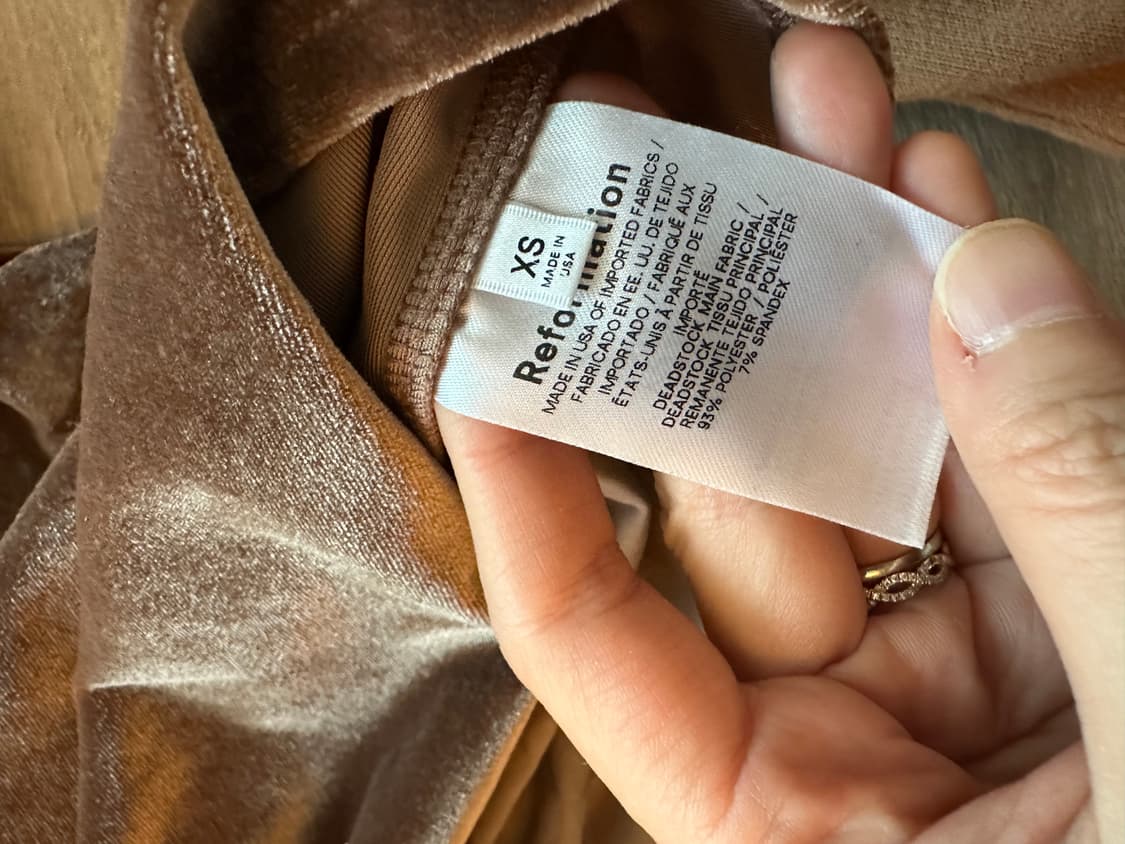 XS
MADE IN
USA
Reformation
MADE IN USA OF IMPORTED FABRICS /
FABRICADO EN EE. UU. DE TEJIDO
IMPORTADO / FABRIQUÉ AUX
ÉTATS-UNIS À PARTIR DE TISSU
IMPORTÉ
DEADSTOCK MAIN FABRIC /
DEADSTOCK TISSU PRINCIPAL /
REMANENTE TEJIDO PRINCIPAL
93% POLYESTER / POLIÉSTER
7% SPANDEX